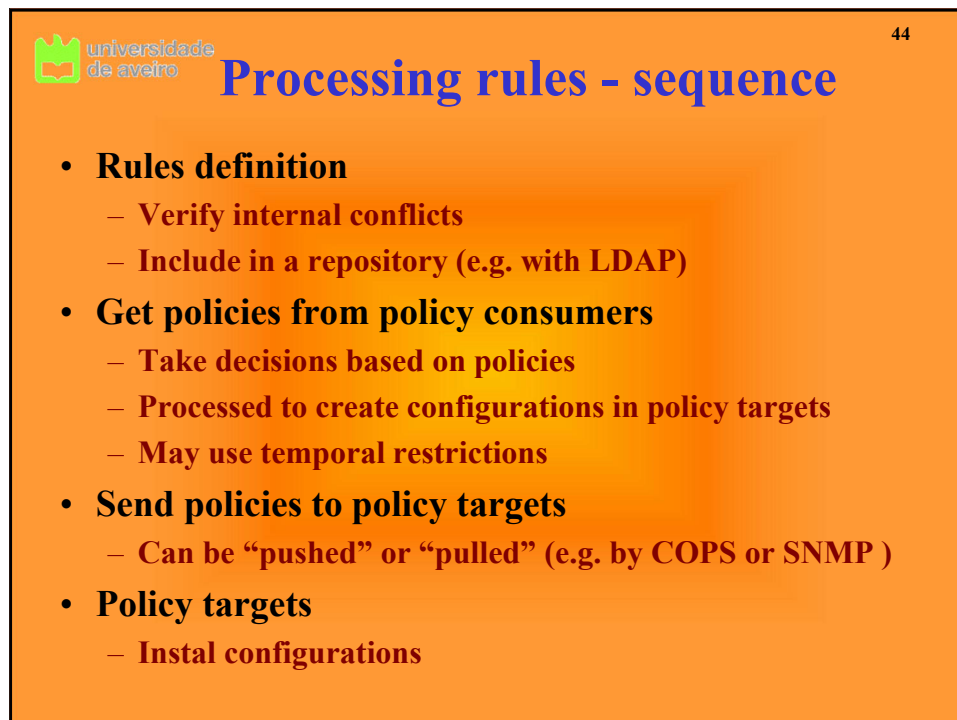 44
universidade
de aveiro
Processing rules - sequence
• Rules definition
– Verify internal conflicts
– Include in a repository (e.g. with LDAP)
• Get policies from policy consumers
– Take decisions based on policies
– Processed to create configurations in policy targets
– May use temporal restrictions
• Send policies to policy targets
– Can be “pushed” or “pulled” (e.g. by COPS or SNMP )
• Policy targets
– Instal configurations